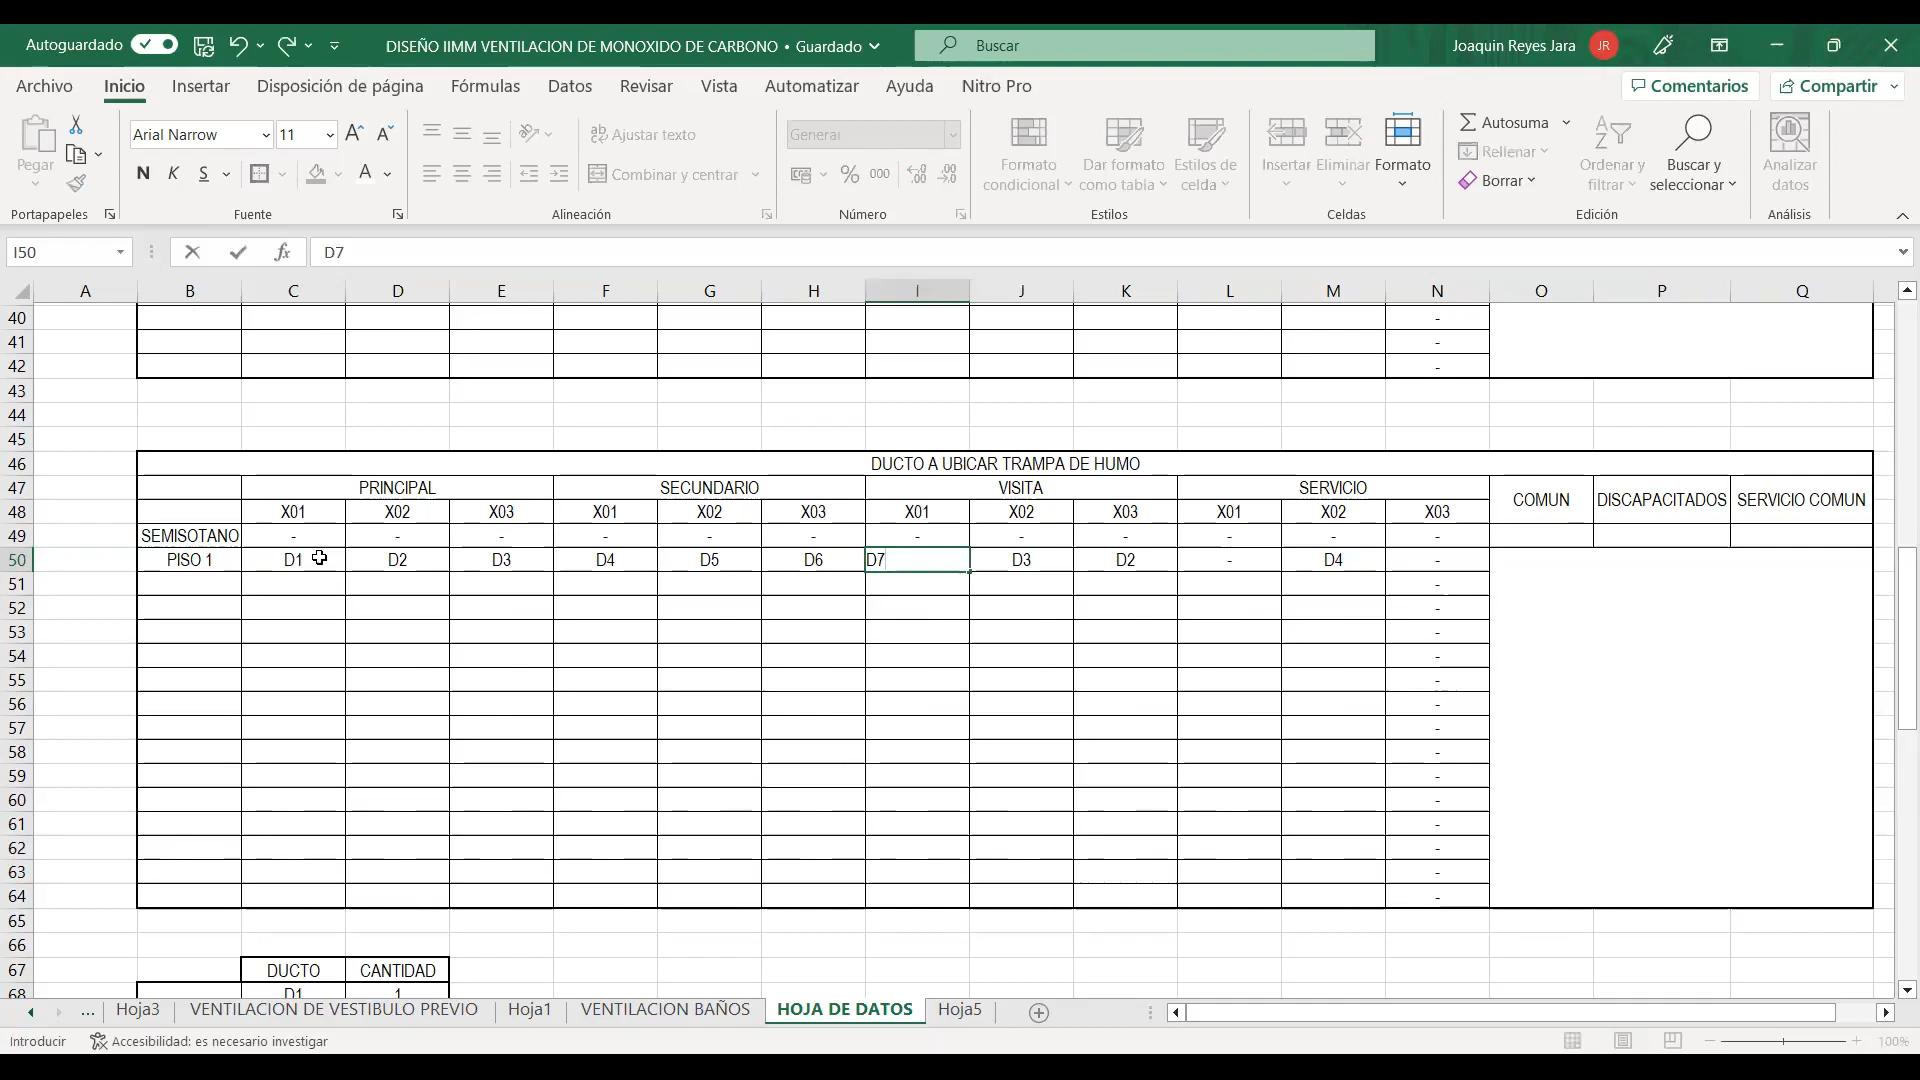 Autoguardado
DISEÑO IIMM VENTILACION DE MONOXIDO DE CARBONO • Guardado
Buscar
Joaquin Reyes Jara JR
Archivo Inicio Insertar Disposición de página Fórmulas Datos Revisar Vista Automatizar Ayuda Nitro Pro
Comentarios Compartir
Pegar
Arial Narrow 11
N K S
ab Ajustar texto
Combinar y centrar
General
% 000
Formato condicional
Dar formato como tabla
Estilos de celda
Insertar Eliminar Formato
Autosuma
Rellenar
Borrar
Ordenar y filtrar
Buscar y seleccionar
Analizar datos
Portapapeles Fuente Alineación Número Estilos Celdas Edición Análisis
I50 fx D7
A B C D E F G H I J K L M N O P Q
40 -
41 -
42 -
43
44
45
46 DUCTO A UBICAR TRAMPA DE HUMO
47 PRINCIPAL SECUNDARIO VISITA SERVICIO COMUN DISCAPACITADOS SERVICIO COMUN
48 X01 X02 X03 X01 X02 X03 X01 X02 X03 X01 X02 X03
49 SEMISOTANO - - - - - - - - - - - -
50 PISO 1 D1 D2 D3 D4 D5 D6 D7 D3 D2 - D4 -
51 -
52 -
53 -
54 -
55 -
56 -
57 -
58 -
59 -
60 -
61 -
62 -
63 -
64 -
65
66
67 DUCTO CANTIDAD
68 D1 1
... Hoja3 VENTILACION DE VESTIBULO PREVIO Hoja1 VENTILACION BAÑOS HOJA DE DATOS Hoja5
Introducir Accesibilidad: es necesario investigar 100%